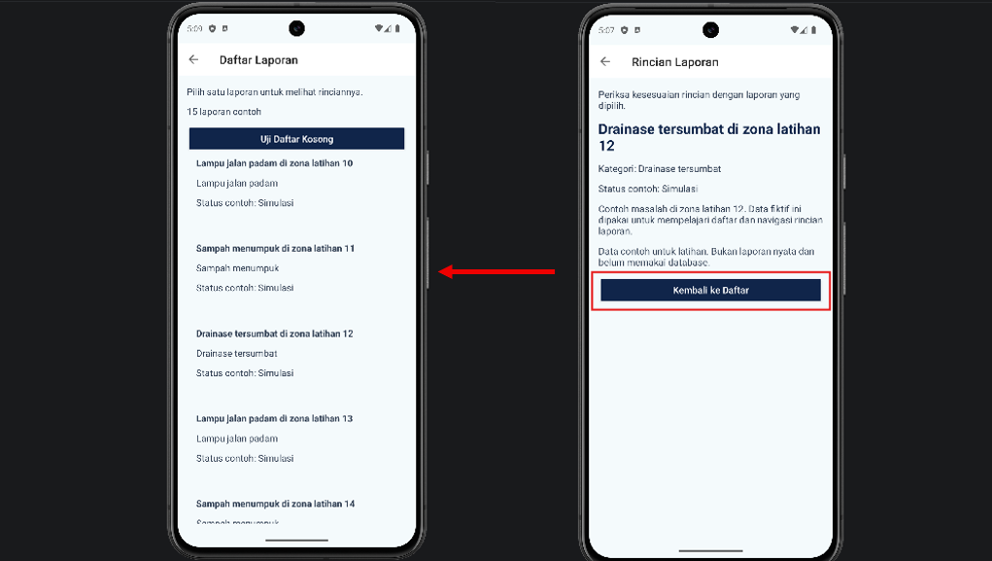 5:09
Daftar Laporan
Pilih satu laporan untuk melihat rinciannya.
15 laporan contoh
Uji Daftar Kosong
Lampu jalan padam di zona latihan 10
Lampu jalan padam
Status contoh: Simulasi
Sampah menumpuk di zona latihan 11
Sampah menumpuk
Status contoh: Simulasi
Drainase tersumbat di zona latihan 12
Drainase tersumbat
Status contoh: Simulasi
Lampu jalan padam di zona latihan 13
Lampu jalan padam
Status contoh: Simulasi
Sampah menumpuk di zona latihan 14
Sampah menumpuk
5:07
Rincian Laporan
Periksa kesesuaian rincian dengan laporan yang
dipilih.
Drainase tersumbat di zona latihan
12
Kategori: Drainase tersumbat
Status contoh: Simulasi
Contoh masalah di zona latihan 12. Data fiktif ini
dipakai untuk mempelajari daftar dan navigasi rincian
laporan.
Data contoh untuk latihan. Bukan laporan nyata dan
belum memakai database.
Kembali ke Daftar